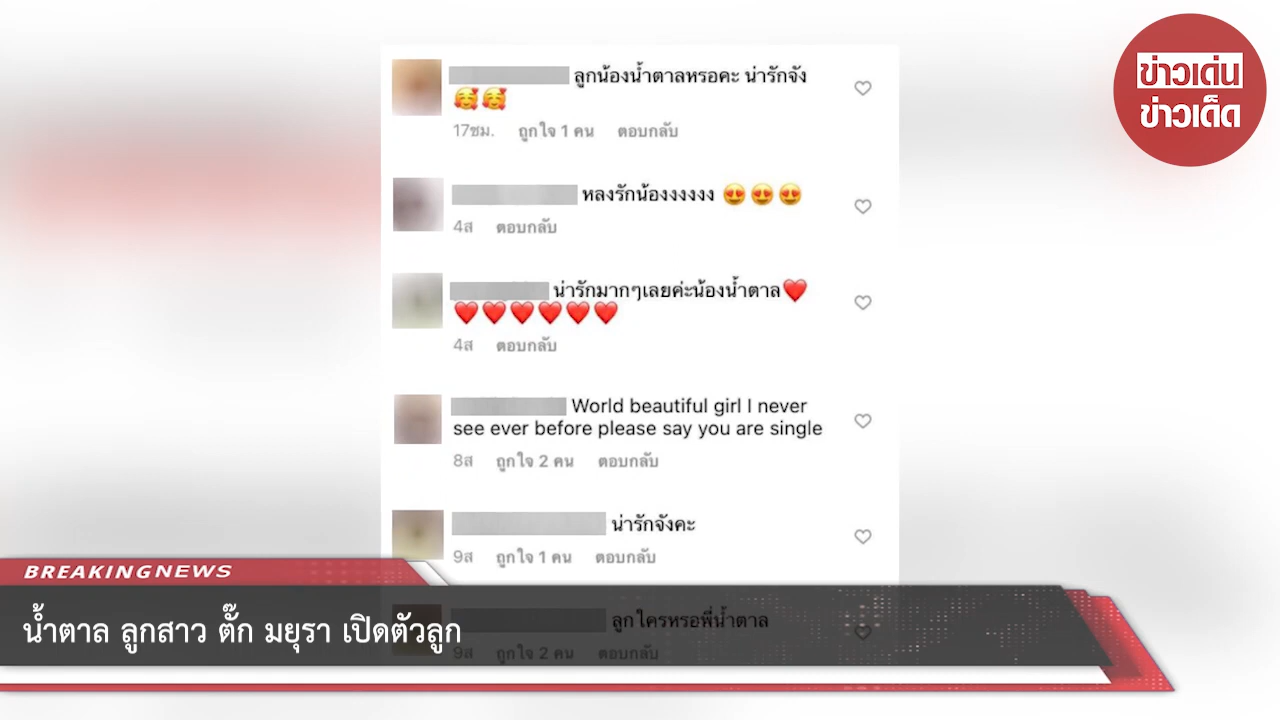 ข่าวเด่น
ข่าวเด็ด
ลูกน้องน้ำตาลหรอคะ น่ารักจัง
🥰🥰
17ชม. ถูกใจ 1 คน ตอบกลับ
หลงรักน้องงงงงง 😍😍😍
4ส ตอบกลับ
น่ารักมากๆเลยค่ะน้องน้ำตาล❤️
❤️❤️❤️❤️❤️❤️
4ส ตอบกลับ
World beautiful girl I never
see ever before please say you are single
8ส ถูกใจ 2 คน ตอบกลับ
น่ารักจังคะ
9ส ถูกใจ 1 คน ตอบกลับ
BREAKINGNEWS
ลูกใครหรอพี่น้ำตาล
น้ำตาล ลูกสาว ตั๊ก มยุรา เปิดตัวลูก
9ส ถูกใจ 2 คน ตอบกลับ